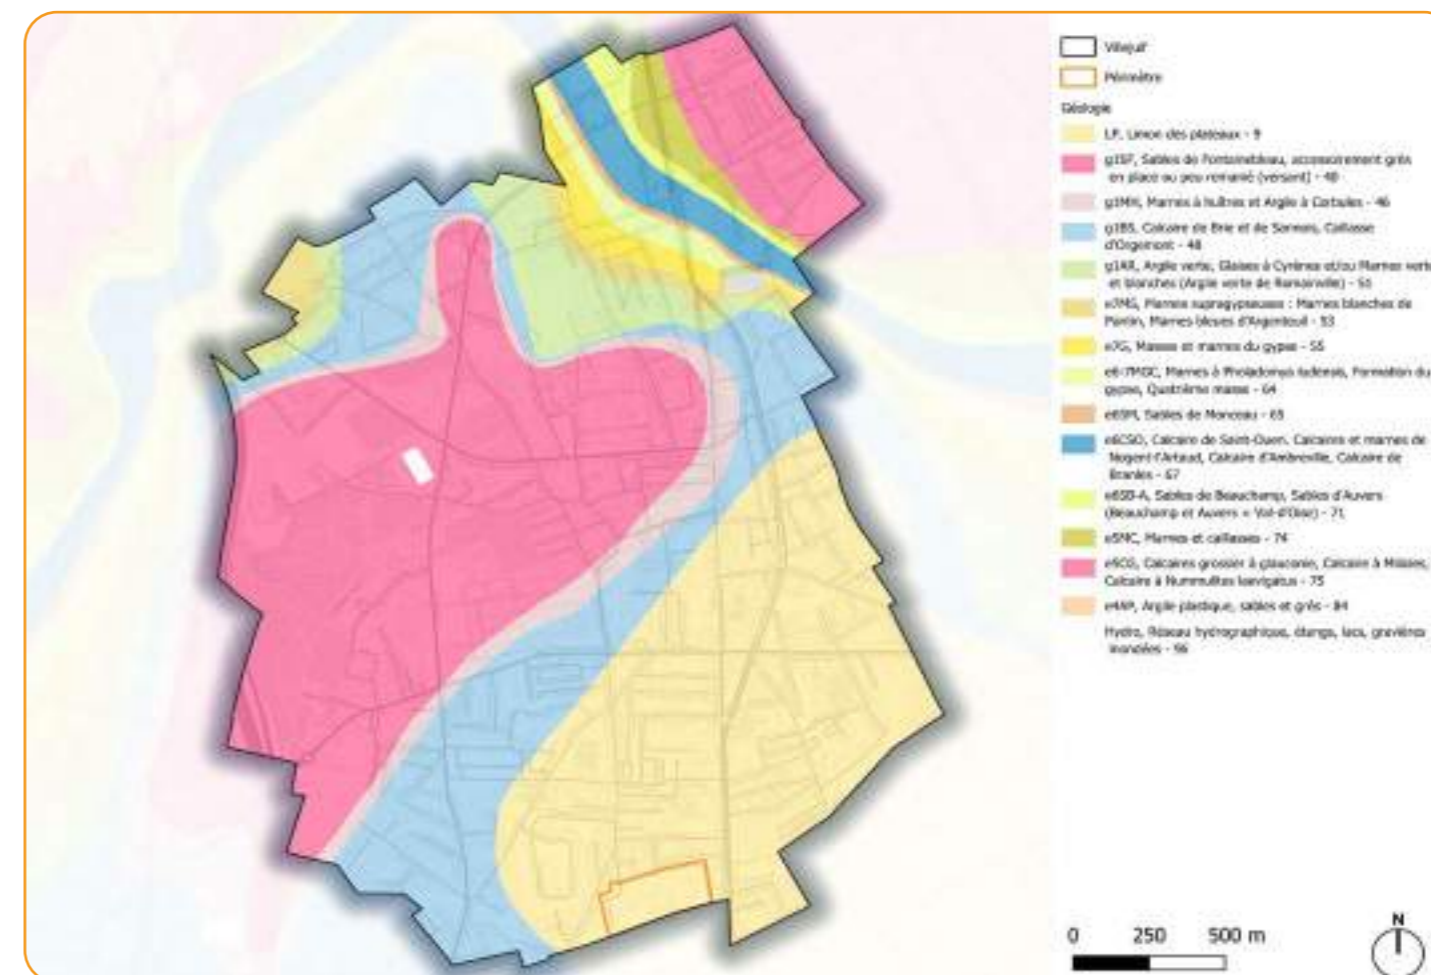 Villejuif
Périmètre
Géologie
LP, Limon des plateaux - 9
g1SF, Sables de Fontainebleau, accessoirement grès
en place ou peu remanié (versant) - 40
g1MH, Marnes à huîtres et Argile à Corbules - 46
g1BS, Calcaire de Brie et de Sannois, Caillasse
d'Orgemont - 48
g1AR, Argile verte, Glaises à Cyrènes et/ou Marnes verte
et blanches (Argile verte de Romainville) - 51
e7MS, Marnes supragypseuses : Marnes blanches de
Pantin, Marnes bleues d'Argenteuil - 53
e7G, Masses et marnes du gypse - 55
e6-7MGC, Marnes à Pholadomya ludensis, Formation du
gypse, Quatrième masse - 64
e6SM, Sables de Monceau - 65
e6CSO, Calcaire de Saint-Ouen, Calcaires et marnes de
Nogent-l'Artaud, Calcaire d'Ambreville, Calcaire de
- 67
e6SB-A, Sables de Beauchamp, Sables d'Auvers
(Beauchamp et Auvers = Val-d'Oise) - 71
e5MC, Marnes et caillasses - 74
e5CG, Calcaires grossier à glauconie, Calcaire à Milioles,
Calcaire à Nummulites laevigatus - 75
e4AP, Argile plastique, sables et grès - 84
Hydro, Réseau hydrographique, étangs, lacs, gravières
inondées - 96
0 250 500 m
N